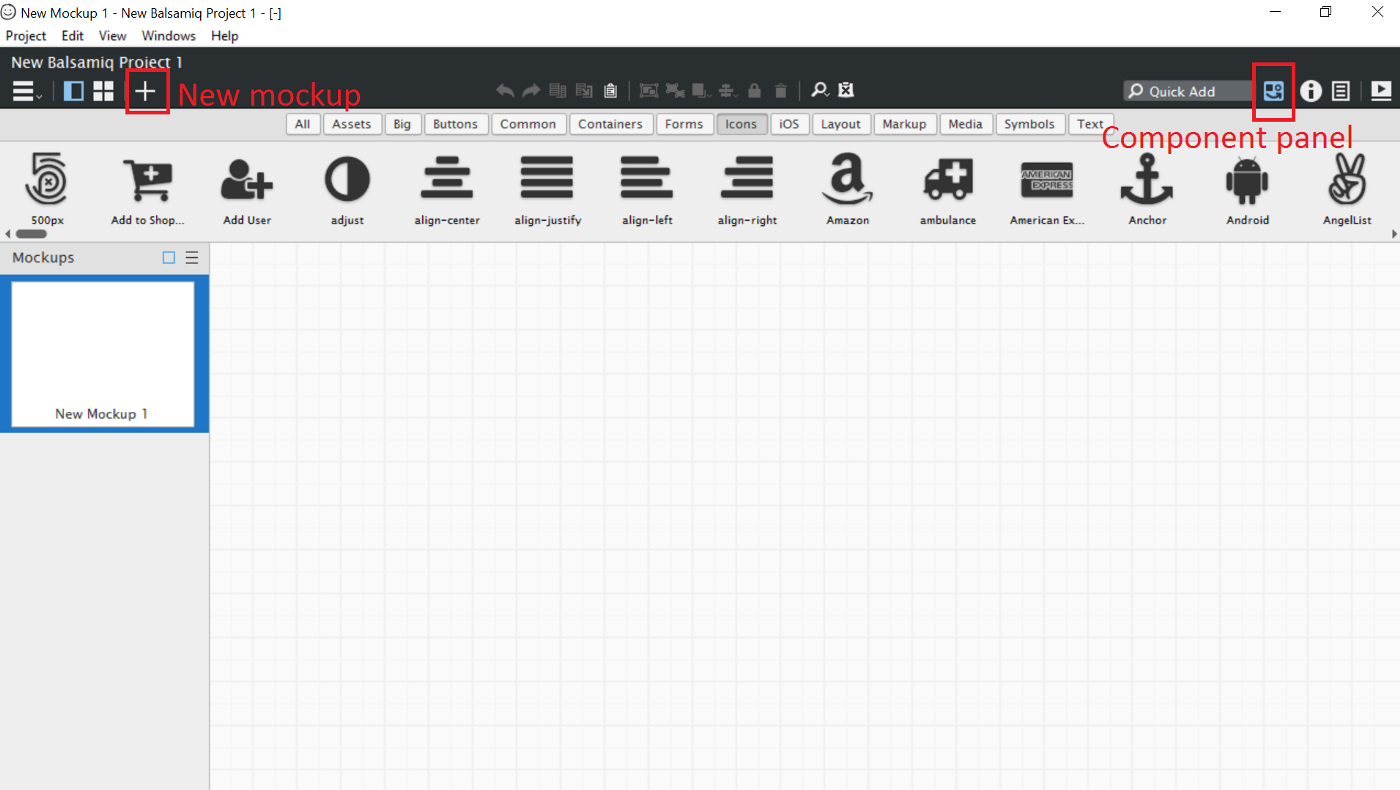 New Mockup 1 - New Balsamiq Project 1 - [-]
Project Edit View Windows Help
New Balsamiq Project 1
New mockup
Quick Add
Component panel
All Assets Big Buttons Common Containers Forms Icons iOS Layout Markup Media Symbols Text
500px Add to Shop... Add User adjust align-center align-justify align-left align-right Amazon ambulance American Ex... Anchor Android AngelList
AMERICAN
EXPRESS
Mockups
New Mockup 1